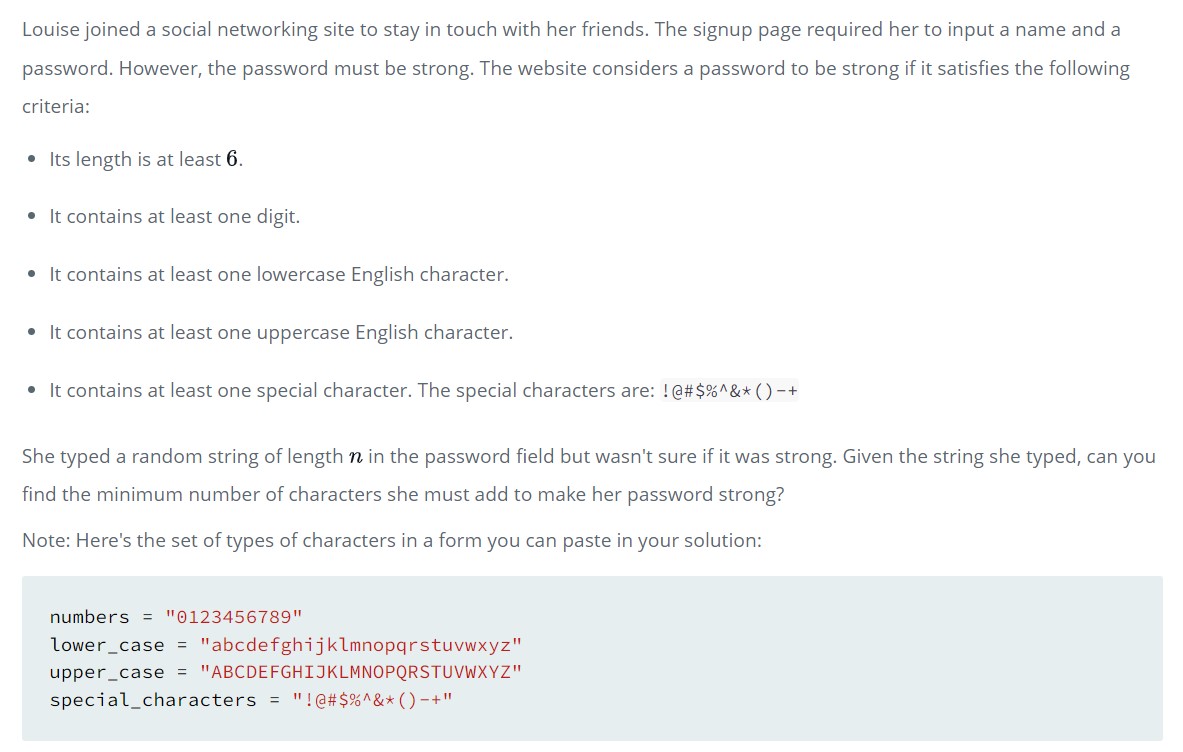 Louise joined a social networking site to stay in touch with her friends. The signup page required her to input a name and a
password. However, the password must be strong. The website considers a password to be strong if it satisfies the following
criteria:
• Its length is at least 6.
• It contains at least one digit.
• It contains at least one lowercase English character.
• It contains at least one uppercase English character.
• It contains at least one special character. The special characters are: !@#$%^&*()-+
She typed a random string of length n in the password field but wasn't sure if it was strong. Given the string she typed, can you
find the minimum number of characters she must add to make her password strong?
Note: Here's the set of types of characters in a form you can paste in your solution:
numbers = "0123456789"
lower_case = "abcdefghijklmnopqrstuvwxyz"
upper_case = "ABCDEFGHIJKLMNOPQRSTUVWXYZ"
special_characters = "!@#$%^&*()-+"